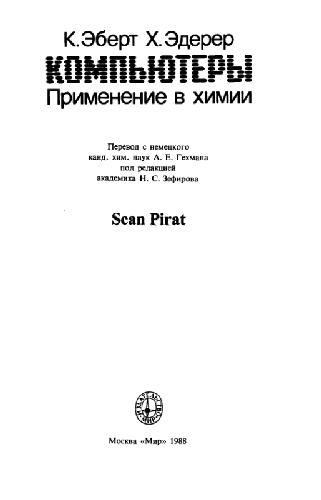 К.Эберт Х.Эдерер
КОМПЬЮТЕРЫ
Применение в химии
Перевод с немецкого
канд. хим. наук А. Е. Гехмана
под редакцией
академика Н. С. Зефирова
Scan Pirat
Москва «Мир» 1988